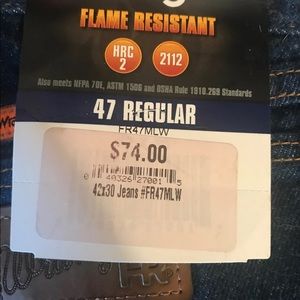 FLAME RESISTANT
HRC 2
2112
Also meets NFPA 70E, ASTM 1506 and OSHA Rule 1910.269 Standards
47 REGULAR
FR47MLW
$74.00
42x30 Jeans #FR47MLW
FR